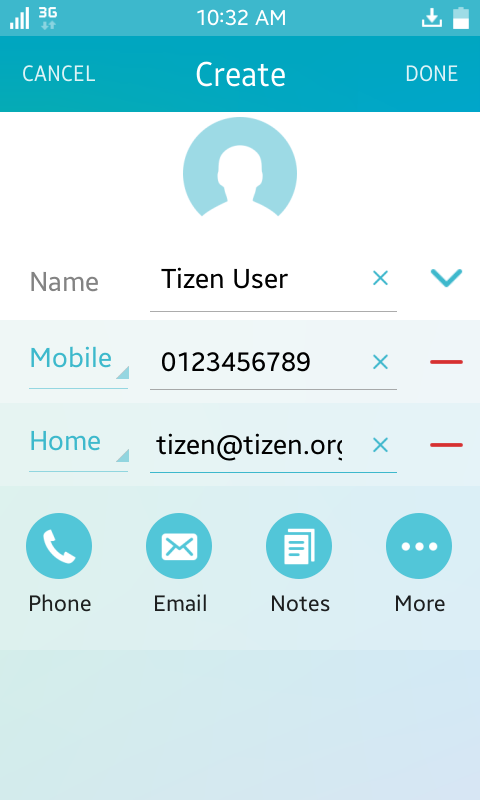 3G
10:32 AM
CANCEL
Create
DONE
Name
Tizen User
Mobile
0123456789
Home
tizen@tizen.org
Phone
Email
Notes
More